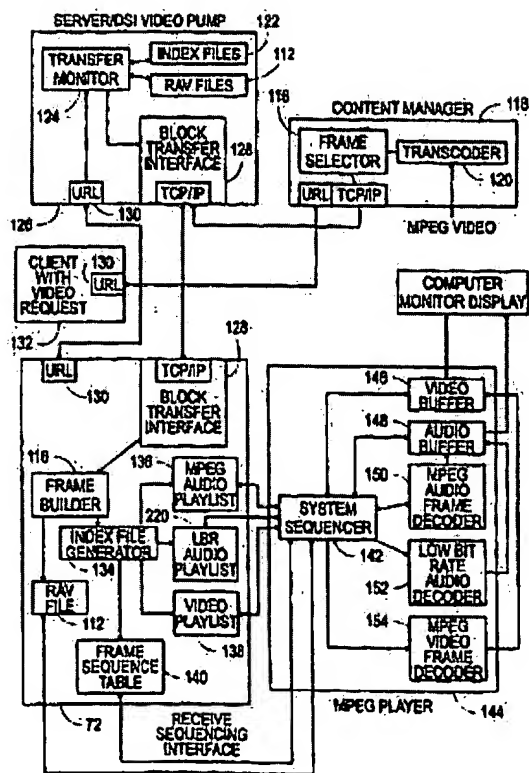 SERVER/DSI VIDEO PUMP
122
INDEX FILES
112
RAV FILES
TRANSFER
MONITOR
124
BLOCK
TRANSFER
INTERFACE
128
URL
TCP/IP
126
130
CONTENT MANAGER
118
116
FRAME
SELECTOR
TRANSCODER
120
URL
TCP/IP
MPEG VIDEO
CLIENT
WITH
VIDEO
REQUEST
130
URL
132
COMPUTER
MONITOR DISPLAY
128
URL
130
TCP/IP
BLOCK
TRANSFER
INTERFACE
116
FRAME
BUILDER
136
MPEG
AUDIO
PLAYLIST
220
INDEX FILE
GENERATOR
134
LBR
AUDIO
PLAYLIST
RAV
FILE
112
VIDEO
PLAYLIST
138
FRAME
SEQUENCE
TABLE
140
72
RECEIVE
SEQUENCING
INTERFACE
146
VIDEO
BUFFER
148
AUDIO
BUFFER
150
MPEG
AUDIO
FRAME
DECODER
SYSTEM
SEQUENCER
142
LOW BIT
RATE
AUDIO
DECODER
152
154
MPEG
VIDEO
FRAME
DECODER
MPEG PLAYER
144